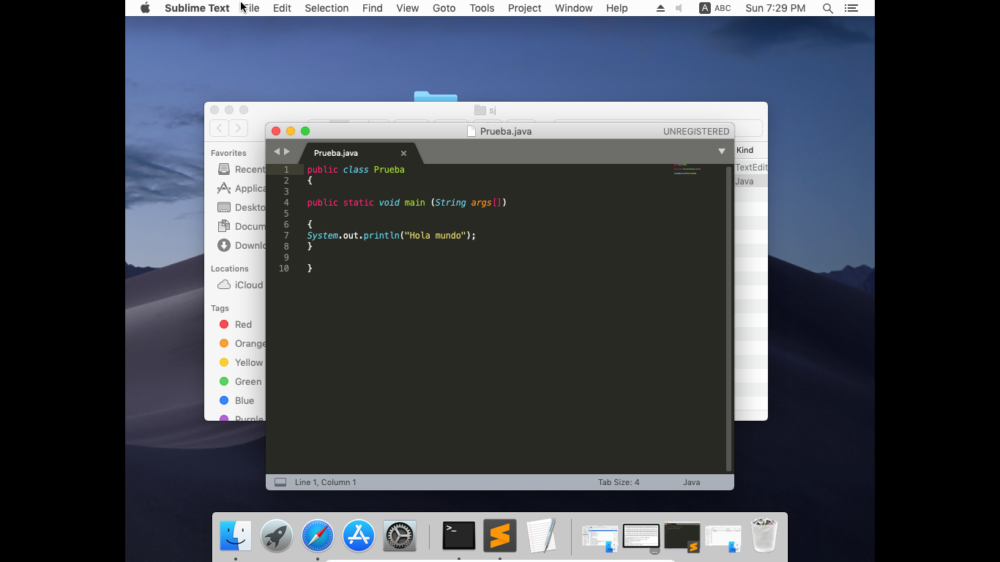 Sublime Text File Edit Selection Find View Goto Tools Project Window Help A ABC Sun 7:29 PM
sj
Prueba.java UNREGISTERED
Favorites
Recent
Applica
Deskto
Docum
Downlo
Locations
iCloud
Tags
Red
Orange
Yellow
Green
Blue
Purple
Kind
TextEdit
Java
Prueba.java ×
1 public class Prueba
2 {
3
4 public static void main (String args[])
5
6 {
7 System.out.println("Hola mundo");
8 }
9
10 }
Line 1, Column 1 Tab Size: 4 Java
>_